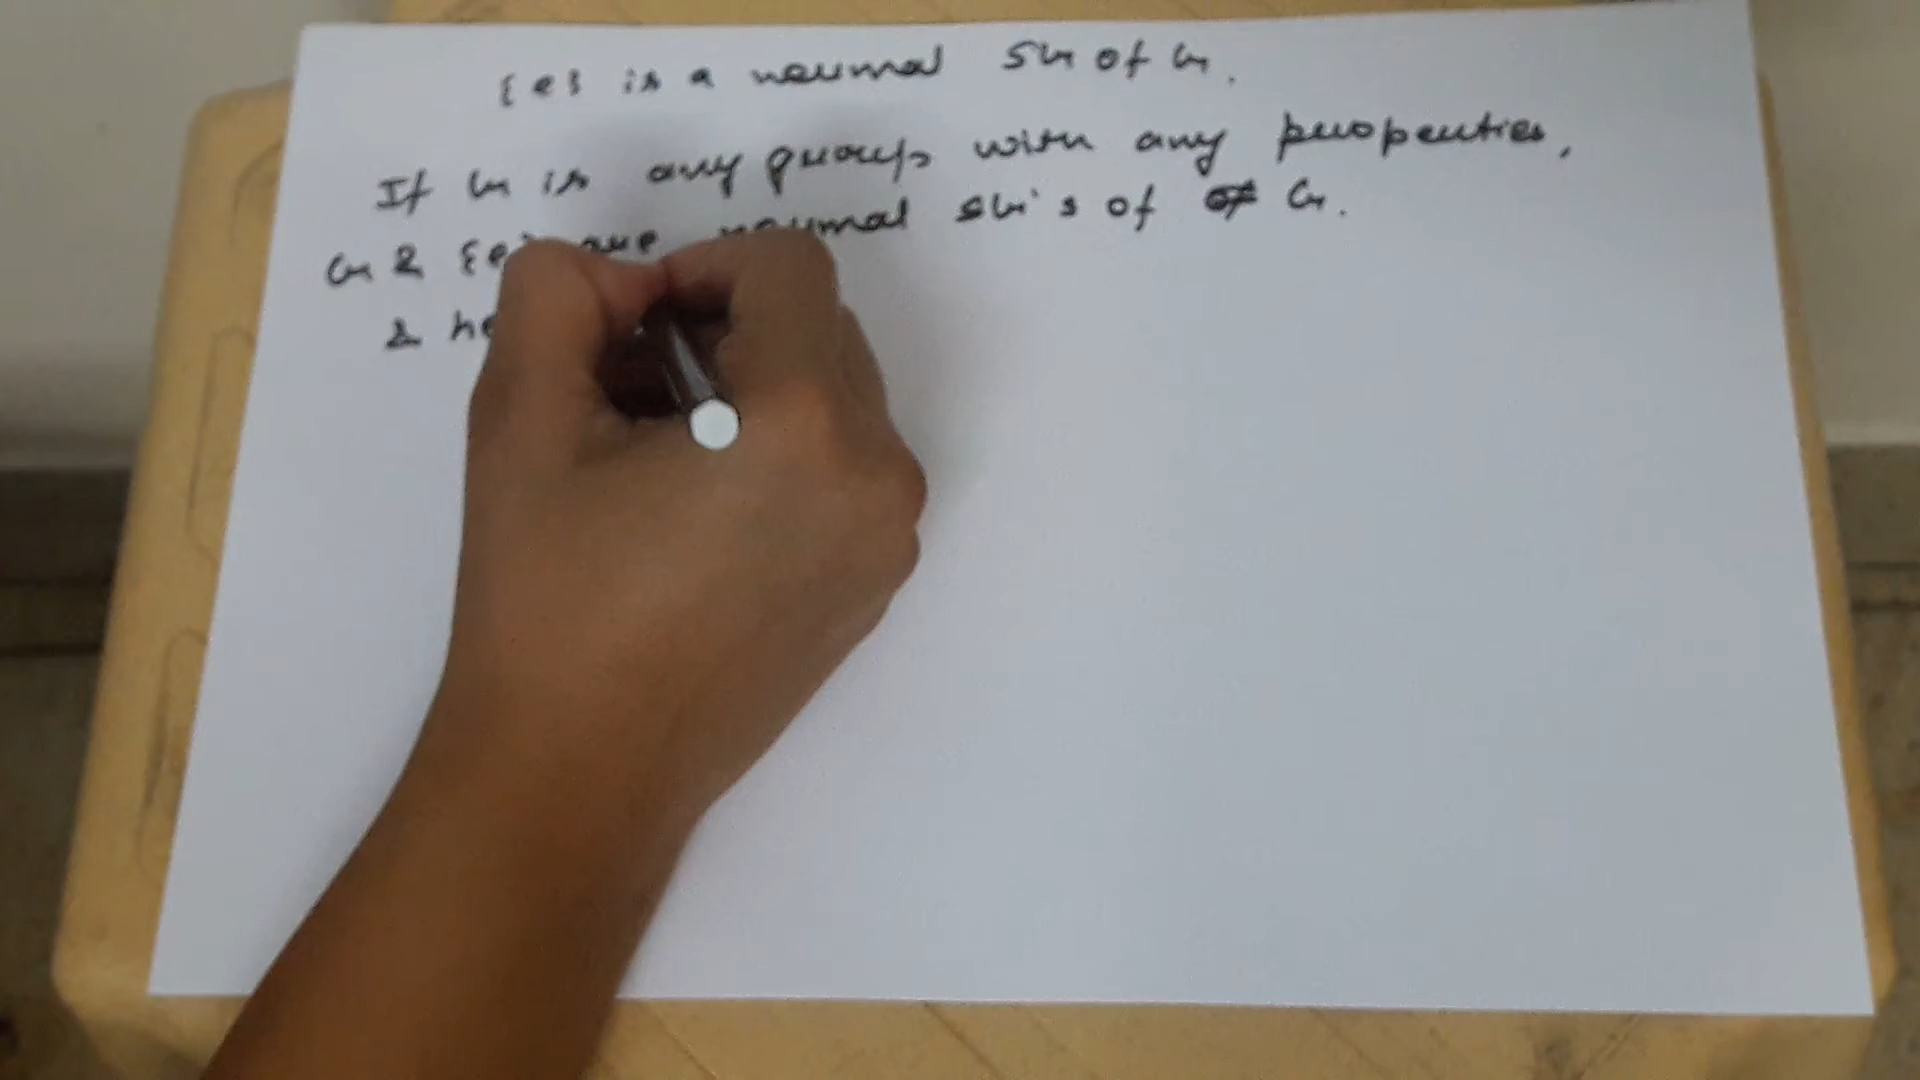 {e} is a normal SG of G.
If G is any group with any properties,
G & {e} are normal SG's of G.
&